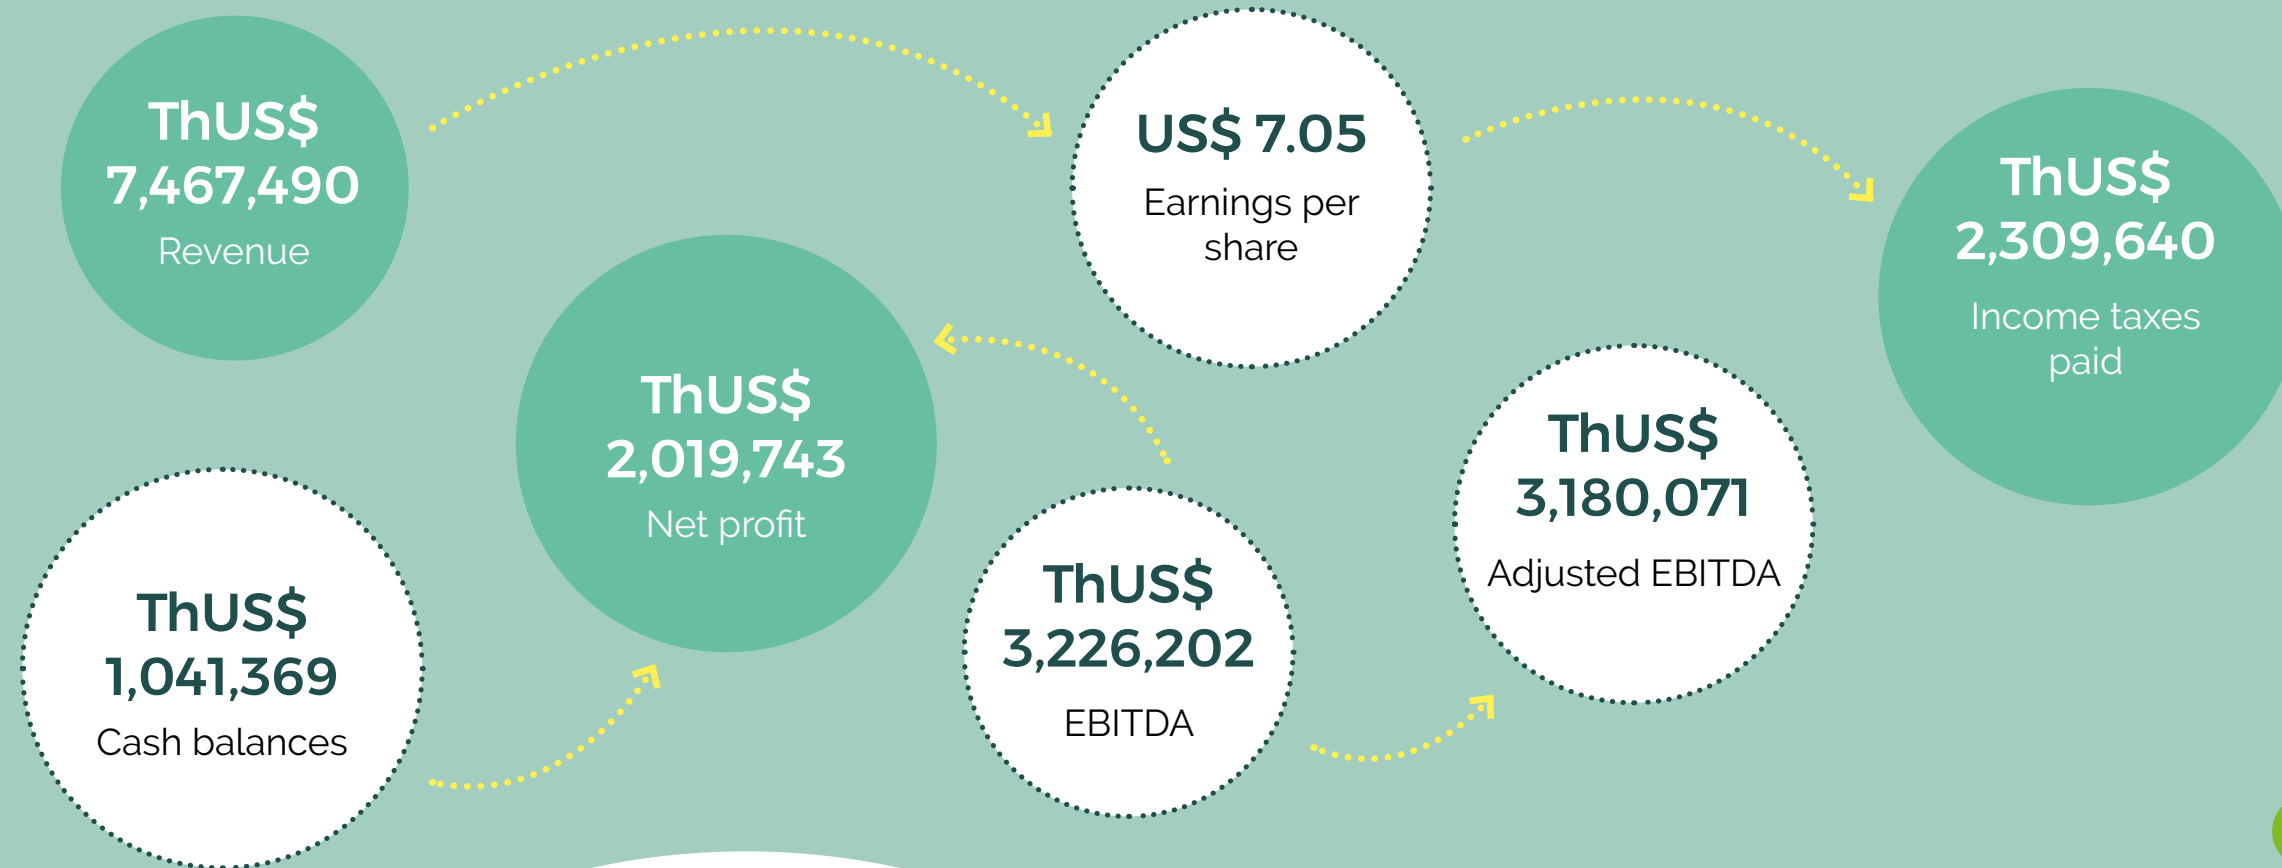 ThUS$
7,467,490
Revenue
US$ 7.05
Earnings per
share
ThUS$
2,309,640
Income taxes
paid
ThUS$
2,019,743
Net profit
ThUS$
3,180,071
Adjusted EBITDA
ThUS$
1,041,369
Cash balances
ThUS$
3,226,202
EBITDA